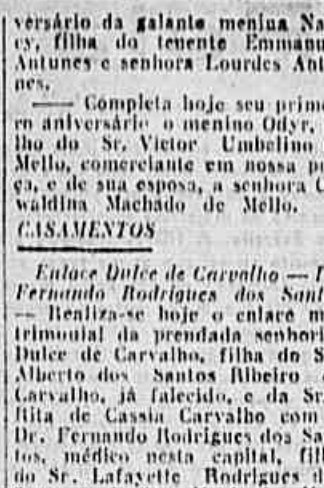 versário da galante menina Na
cy, filha do tenente Emmanu
Antunes e senhora Lourdes Ant
nes.
— Completa hoje seu prime
ro aniversário o menino Odyr,
lho do Sr. Victor Umbelino
Mello, comerciante em nossa p
ça, e de sua esposa, a senhora
waldina Machado de Mello.
CASAMENTOS
Enlace Dulce de Carvalho —
Fernando Rodrigues dos Sant
— Realiza-se hoje o enlace m
trimonial da prendada senhori
Dulce de Carvalho, filha do S
Alberto dos Santos Ribeiro
Carvalho, já falecido, e da Sr
Rita de Cassia Carvalho com
Dr. Fernando Rodrigues dos Sa
tos, médico nesta capital, fil
do Sr. Lafayette Rodrigues d